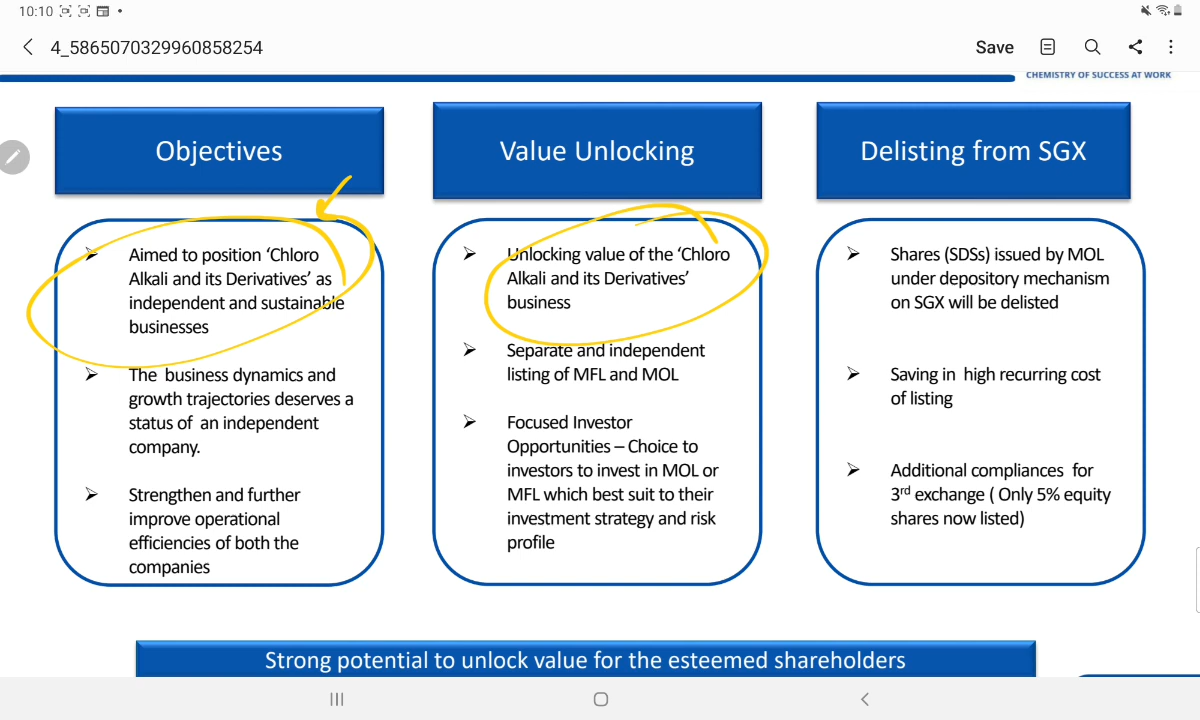 10:10
4_5865070329960858254
Save
CHEMISTRY OF SUCCESS AT WORK
Objectives
➢ Aimed to position ‘Chloro
Alkali and its Derivatives’ as
independent and sustainable
businesses
➢ The business dynamics and
growth trajectories deserves a
status of an independent
company.
➢ Strengthen and further
improve operational
efficiencies of both the
companies
Value Unlocking
➢ Unlocking value of the ‘Chloro
Alkali and its Derivatives’
business
➢ Separate and independent
listing of MFL and MOL
➢ Focused Investor
Opportunities – Choice to
investors to invest in MOL or
MFL which best suit to their
investment strategy and risk
profile
Delisting from SGX
➢ Shares (SDSs) issued by MOL
under depository mechanism
on SGX will be delisted
➢ Saving in high recurring cost
of listing
➢ Additional compliances for
3rd exchange ( Only 5% equity
shares now listed)
Strong potential to unlock value for the esteemed shareholders